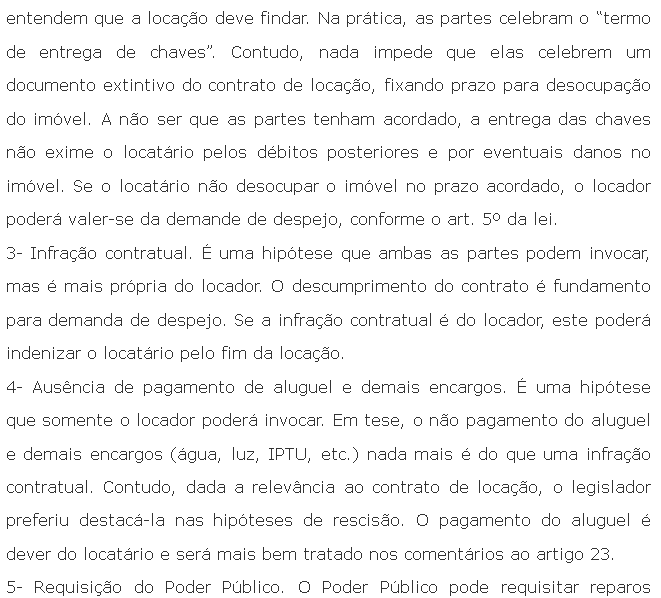 entendem que a locação deve findar. Na prática, as partes celebram o “termo
de entrega de chaves”. Contudo, nada impede que elas celebrem um
documento extintivo do contrato de locação, fixando prazo para desocupação
do imóvel. A não ser que as partes tenham acordado, a entrega das chaves
não exime o locatário pelos débitos posteriores e por eventuais danos no
imóvel. Se o locatário não desocupar o imóvel no prazo acordado, o locador
poderá valer-se da demande de despejo, conforme o art. 5º da lei.
3- Infração contratual. É uma hipótese que ambas as partes podem invocar,
mas é mais própria do locador. O descumprimento do contrato é fundamento
para demanda de despejo. Se a infração contratual é do locador, este poderá
indenizar o locatário pelo fim da locação.
4- Ausência de pagamento de aluguel e demais encargos. É uma hipótese
que somente o locador poderá invocar. Em tese, o não pagamento do aluguel
e demais encargos (água, luz, IPTU, etc.) nada mais é do que uma infração
contratual. Contudo, dada a relevância ao contrato de locação, o legislador
preferiu destacá-la nas hipóteses de rescisão. O pagamento do aluguel é
dever do locatário e será mais bem tratado nos comentários ao artigo 23.
5- Requisição do Poder Público. O Poder Público pode requisitar reparos